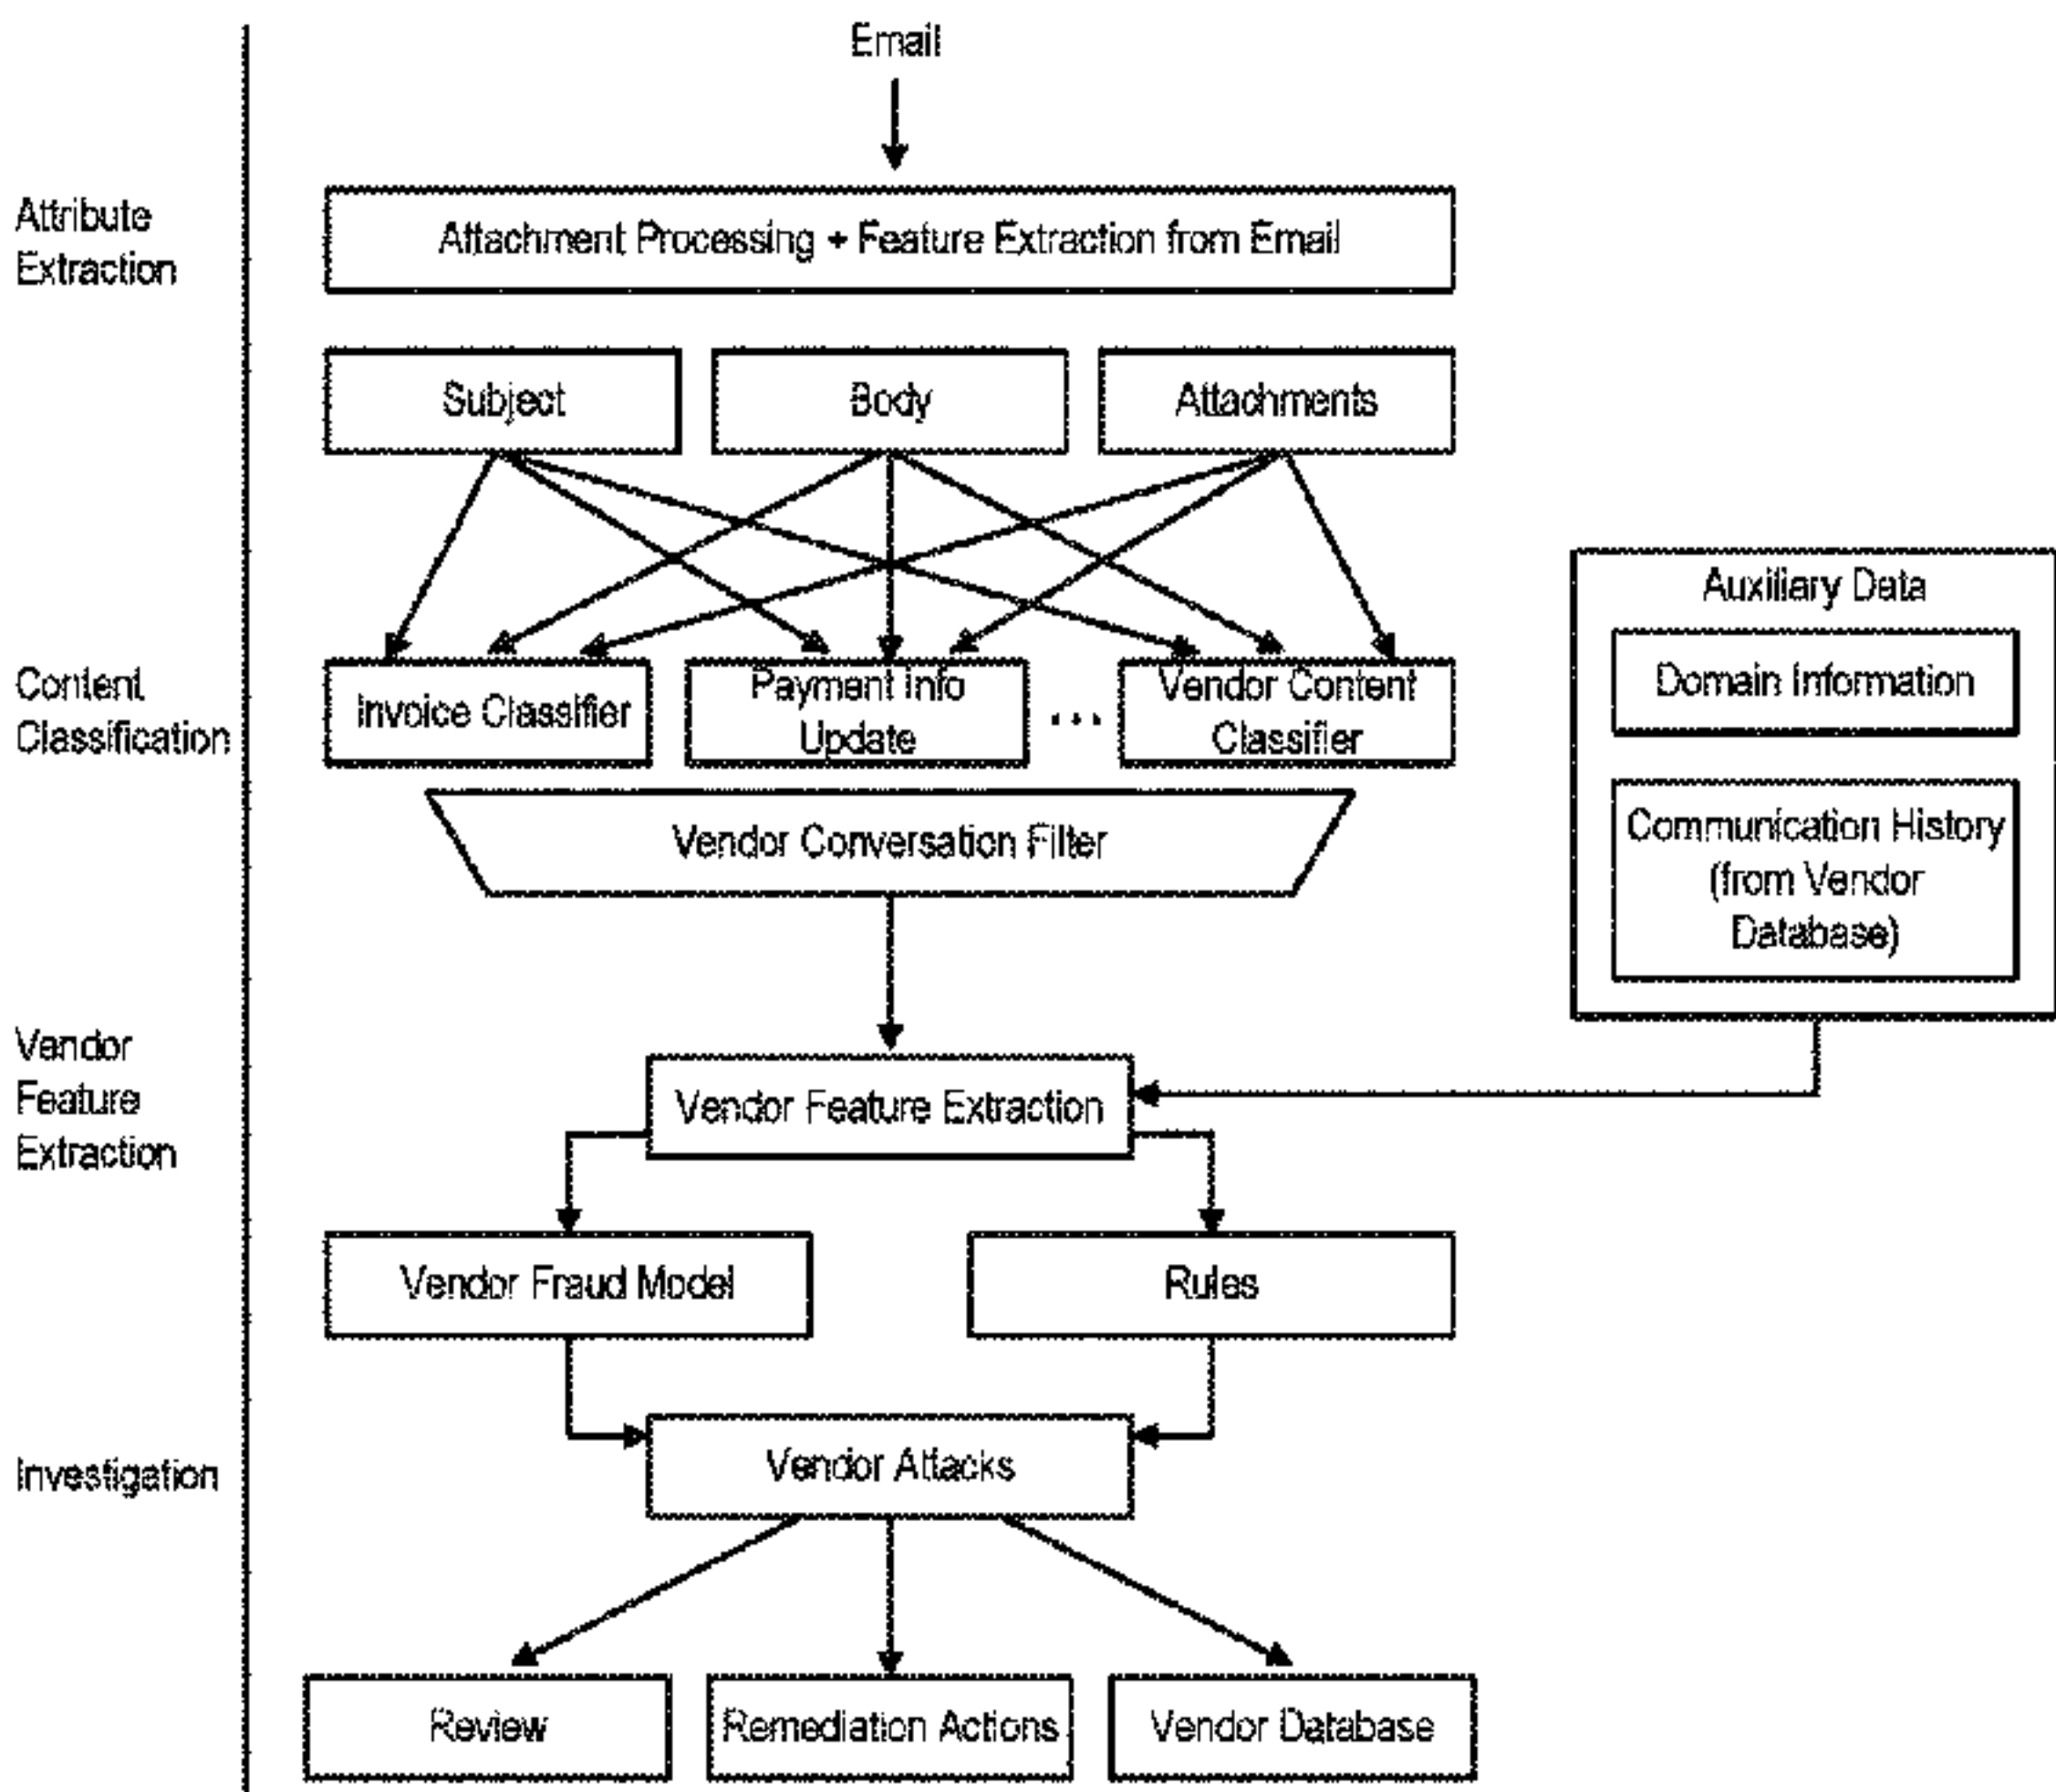 Email
Attribute
Extraction
Attachment Processing + Feature Extraction from Email
Subject
Body
Attachments
Content
Classification
Invoice Classifier
Payment Info
Update
...
Vendor Content
Classifier
Vendor Conversation Filter
Auxiliary Data
Domain Information
Communication History
(from Vendor
Database)
Vendor
Feature
Extraction
Vendor Feature Extraction
Vendor Fraud Model
Rules
Investigation
Vendor Attacks
Review
Remediation Actions
Vendor Database